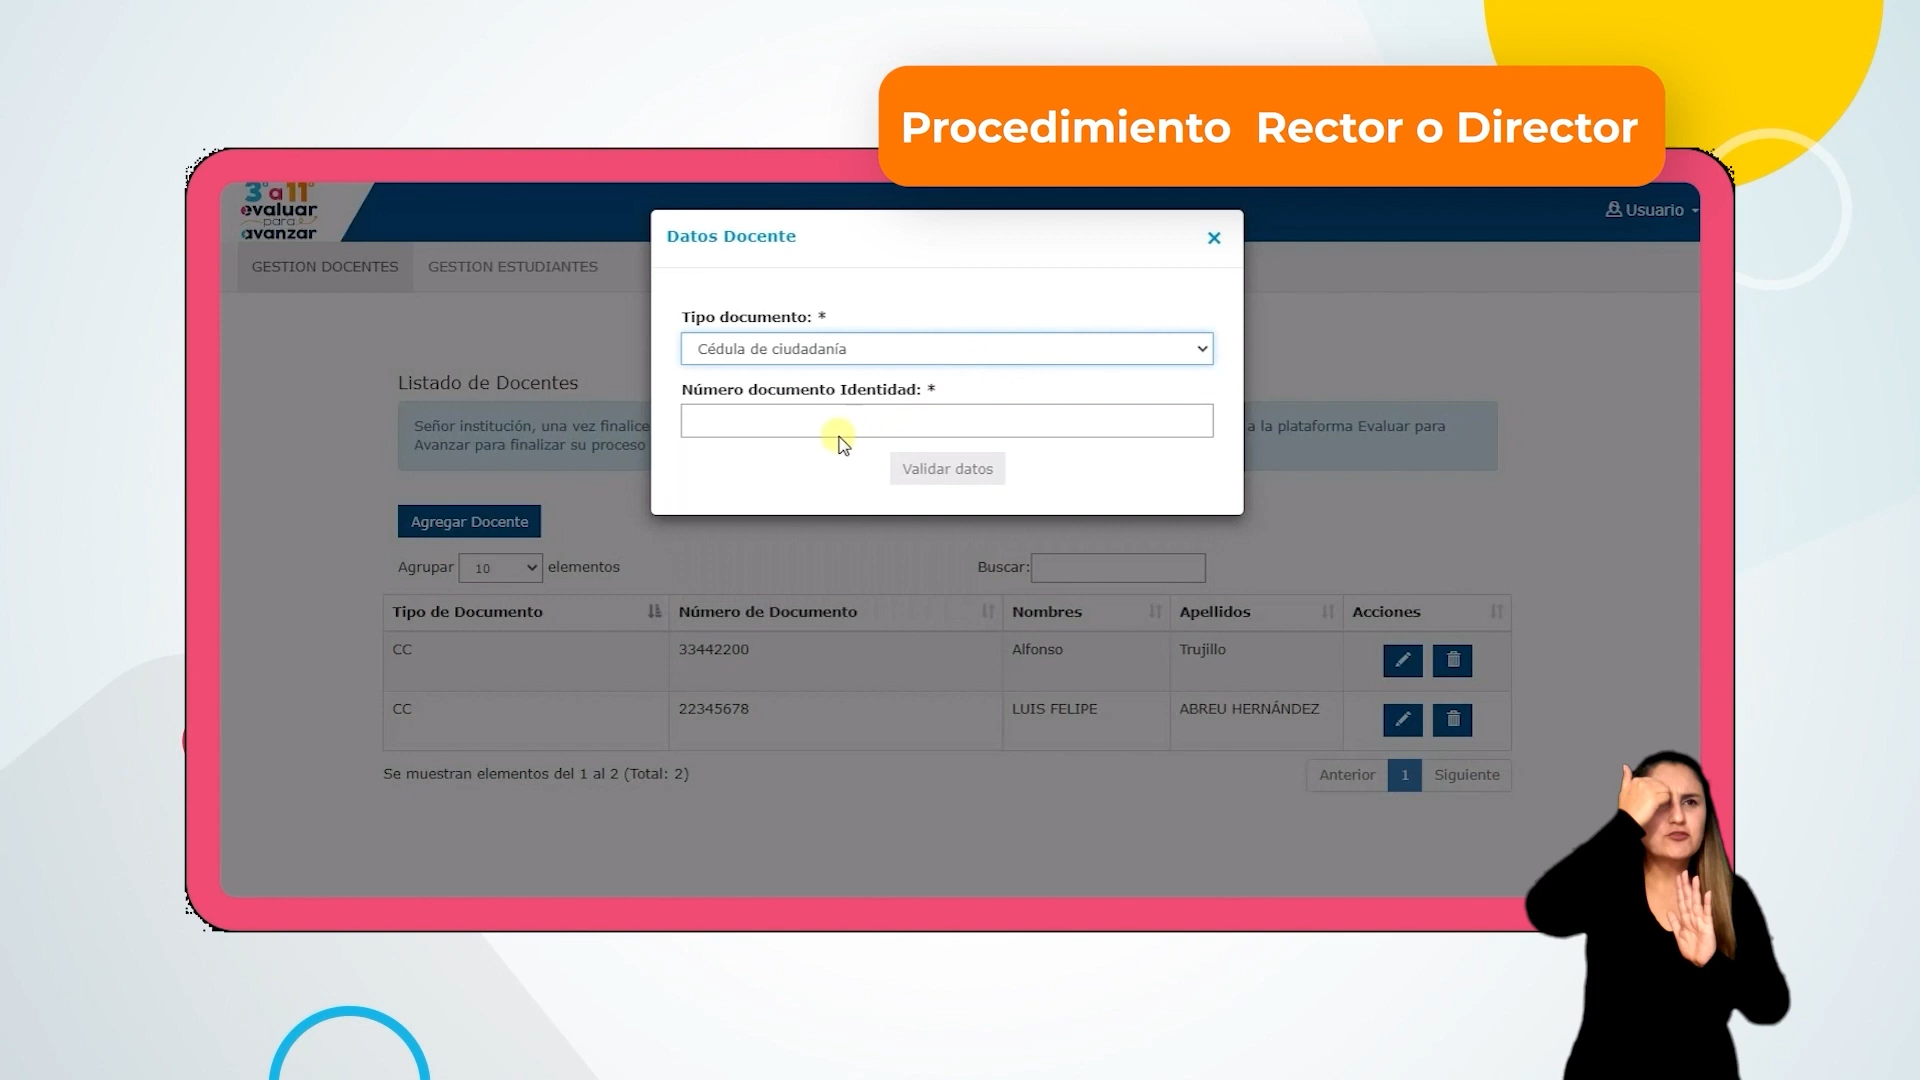 Procedimiento Rector o Director
3° a 11°
evaluar
para
avanzar
Usuario
GESTION DOCENTES GESTION ESTUDIANTES
Datos Docente
Tipo documento: *
Cédula de ciudadanía
Número documento Identidad: *
Validar datos
Listado de Docentes
Señor institución, una vez finalice a la plataforma Evaluar para
Avanzar para finalizar su proceso
Agregar Docente
Agrupar 10 elementos Buscar:
Tipo de Documento Número de Documento Nombres Apellidos Acciones
CC 33442200 Alfonso Trujillo
CC 22345678 LUIS FELIPE ABREU HERNÁNDEZ
Se muestran elementos del 1 al 2 (Total: 2) Anterior 1 Siguiente